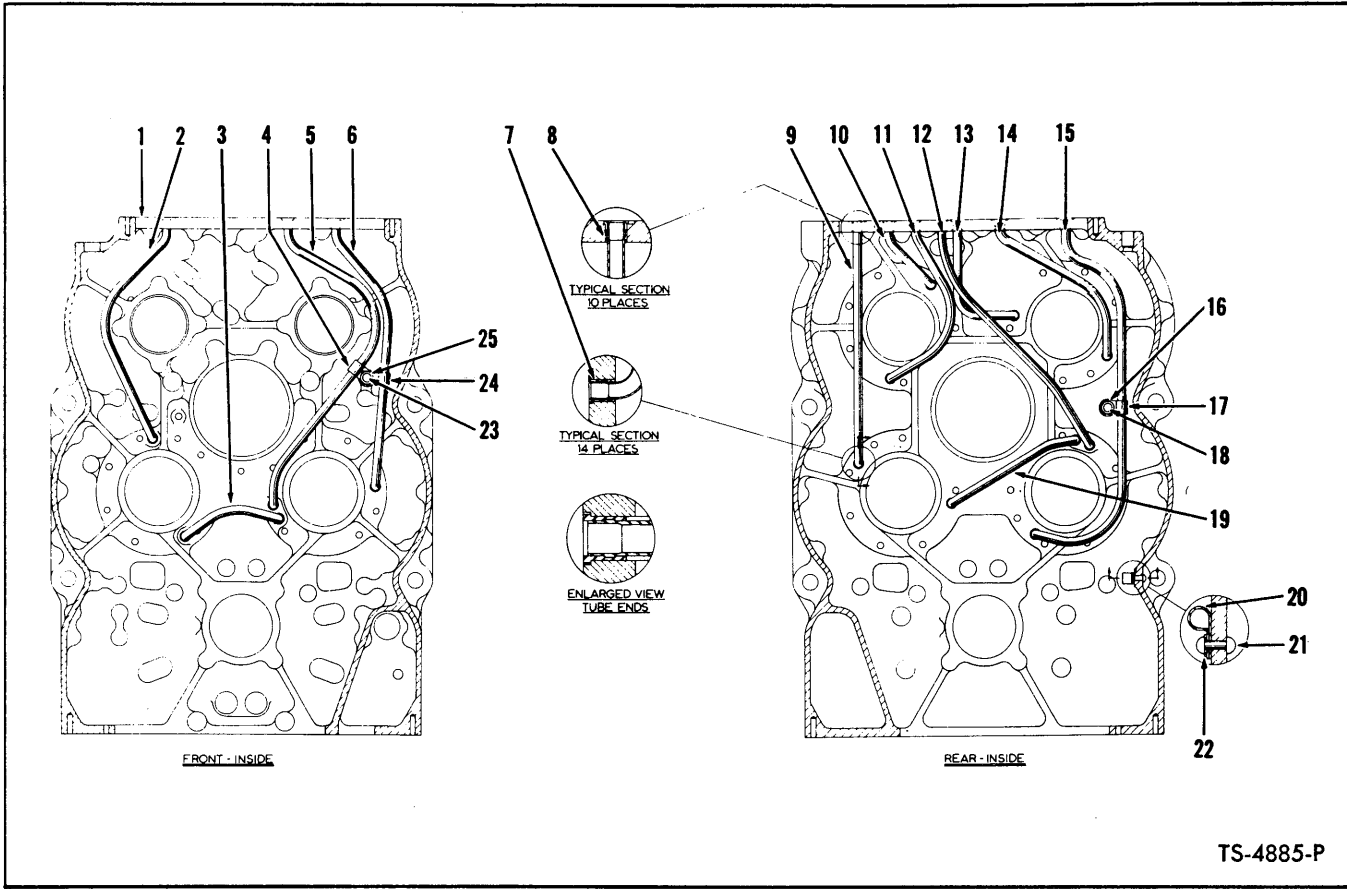 1 2 3 4 5 6 7 8 9 10 11 12 13 14 15
TYPICAL SECTION
10 PLACES
16
25
24
17
23
TYPICAL SECTION
14 PLACES
18
19
ENLARGED VIEW
TUBE ENDS
20
21
22
FRONT - INSIDE
REAR - INSIDE
TS-4885-P